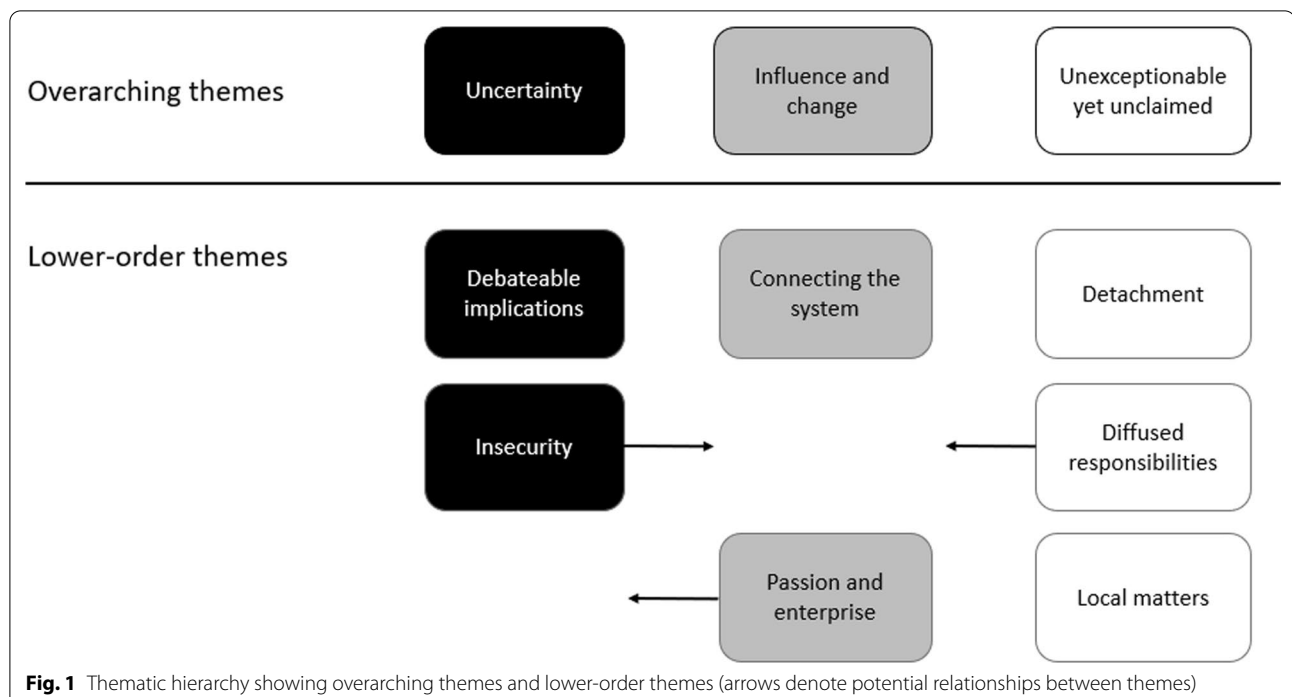 Overarching themes
Uncertainty
Influence and
change
Unexceptionable
yet unclaimed
Lower-order themes
Debateable
implications
Connecting the
system
Detachment
Insecurity
Diffused
responsibilities
Passion and
enterprise
Local matters
Fig. 1 Thematic hierarchy showing overarching themes and lower-order themes (arrows denote potential relationships between themes)